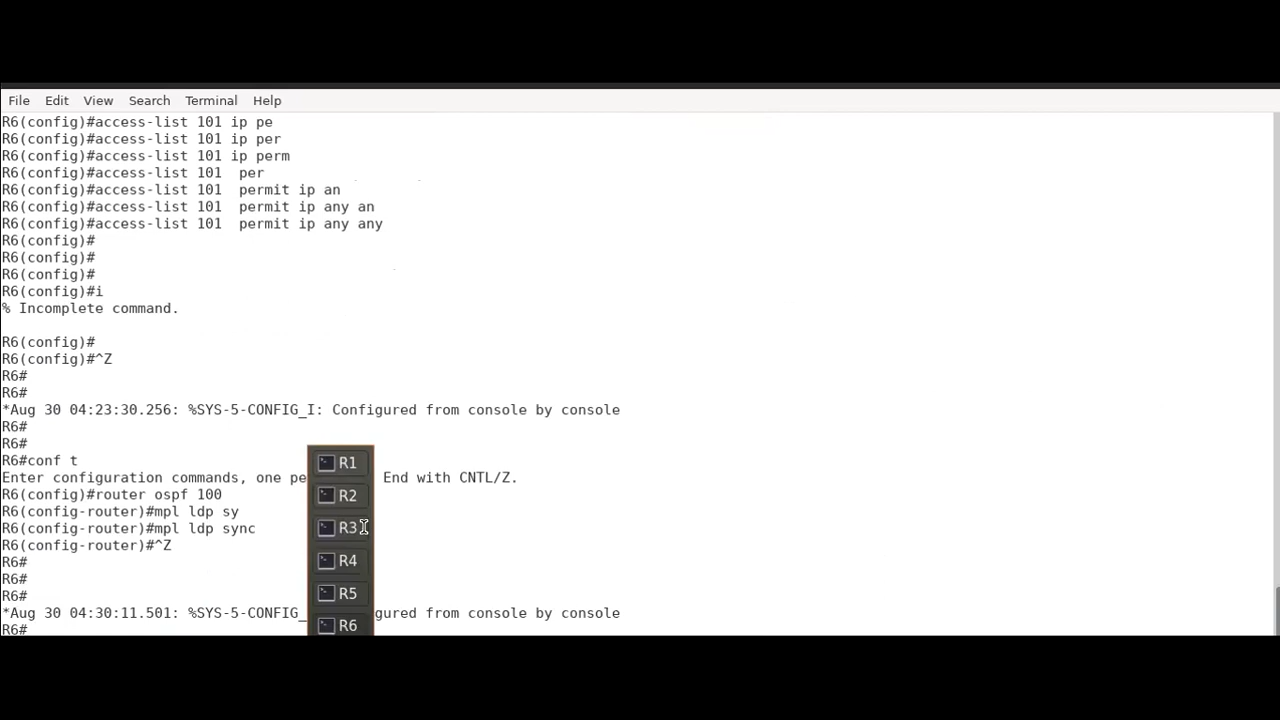 File Edit View Search Terminal Help
R6(config)#access-list 101 ip pe
R6(config)#access-list 101 ip per
R6(config)#access-list 101 ip perm
R6(config)#access-list 101  per
R6(config)#access-list 101  permit ip an
R6(config)#access-list 101  permit ip any an
R6(config)#access-list 101  permit ip any any
R6(config)#
R6(config)#
R6(config)#
R6(config)#i
% Incomplete command.
R6(config)#
R6(config)#^Z
R6#
R6#
*Aug 30 04:23:30.256: %SYS-5-CONFIG_I: Configured from console by console
R6#
R6#
R6#conf t
Enter configuration commands, one pe End with CNTL/Z.
R6(config)#router ospf 100
R6(config-router)#mpl ldp sy
R6(config-router)#mpl ldp sync
R6(config-router)#^Z
R6#
R6#
R6#
*Aug 30 04:30:11.501: %SYS-5-CONFIG_ gured from console by console
R6#
R1
R2
R3
R4
R5
R6